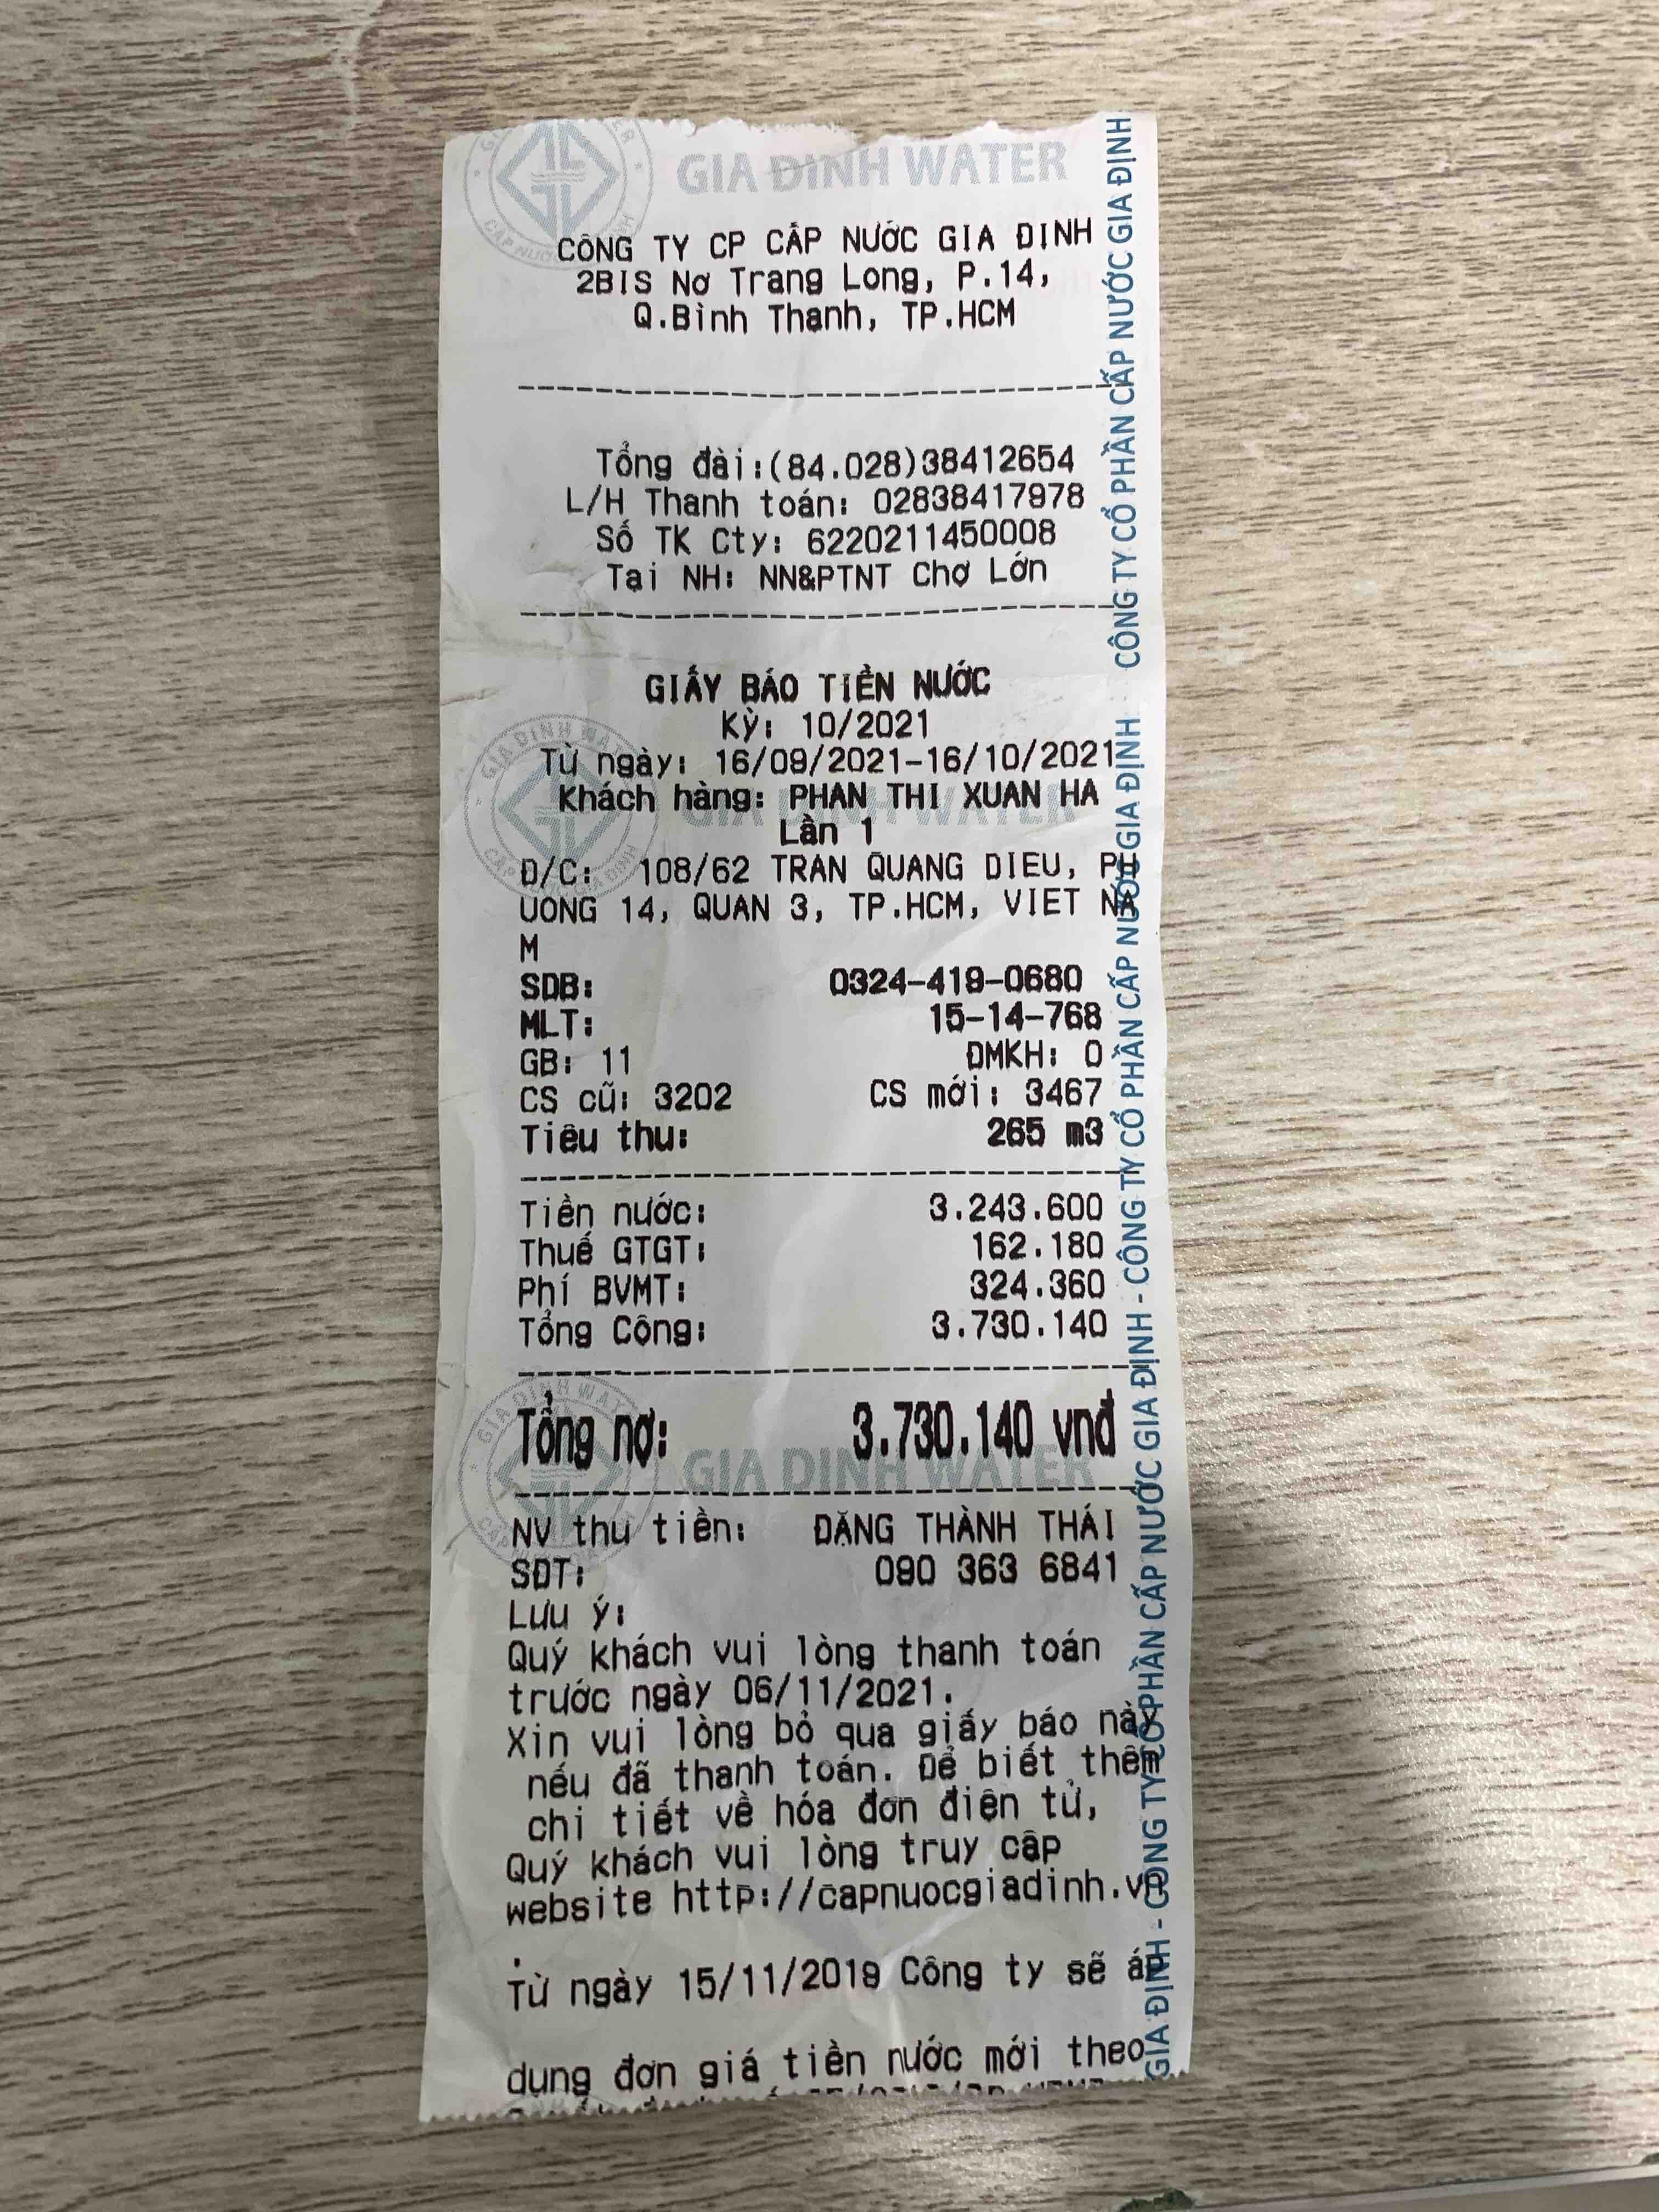 GIA DINH WATER
CÔNG TY CP CẤP NƯỚC GIA ĐỊNH
2BIS Nơ Trang Long, P.14,
Q.Bình Thạnh, TP.HCM
Tổng đài:(84.028)38412654
L/H Thanh toán: 02838417978
Số TK Cty: 6220211450008
Tại NH: NN&PTNT Chợ Lớn
GIẤY BÁO TIỀN NƯỚC
Kỳ: 10/2021
Từ ngày: 16/09/2021-16/10/2021
Khách hàng: PHAN THI XUAN HA
Lần 1
Đ/C: 108/62 TRAN QUANG DIEU, PH
UONG 14, QUAN 3, TP.HCM, VIET NA
M
SDB: 0324-419-0680
MLT: 15-14-768
GB: 11 ĐMKH: 0
CS cũ: 3202 CS mới: 3467
Tiêu thụ: 265 m3
Tiền nước: 3.243.600
Thuế GTGT: 162.180
Phí BVMT: 324.360
Tổng Cộng: 3.730.140
Tổng nợ: 3.730.140 vnđ
GIA DINH WATER
NV thu tiền: ĐẶNG THÀNH THÁI
SĐT: 090 363 6841
Lưu ý:
Quý khách vui lòng thanh toán
trước ngày 06/11/2021.
Xin vui lòng bỏ qua giấy báo này
nếu đã thanh toán. Để biết thêm
chi tiết về hóa đơn điện tử,
Quý khách vui lòng truy cập
website http://capnuocgiadinh.vn
.
Từ ngày 15/11/2019 Công ty sẽ áp
dụng đơn giá tiền nước mới theo
CÔNG TY CỔ PHẦN CẤP NƯỚC GIA ĐỊNH
GIA ĐỊNH - CÔNG TY CỔ PHẦN CẤP NƯỚC GIA ĐỊNH - CÔNG TY CỔ PHẦN CẤP NƯỚC GIA ĐỊNH